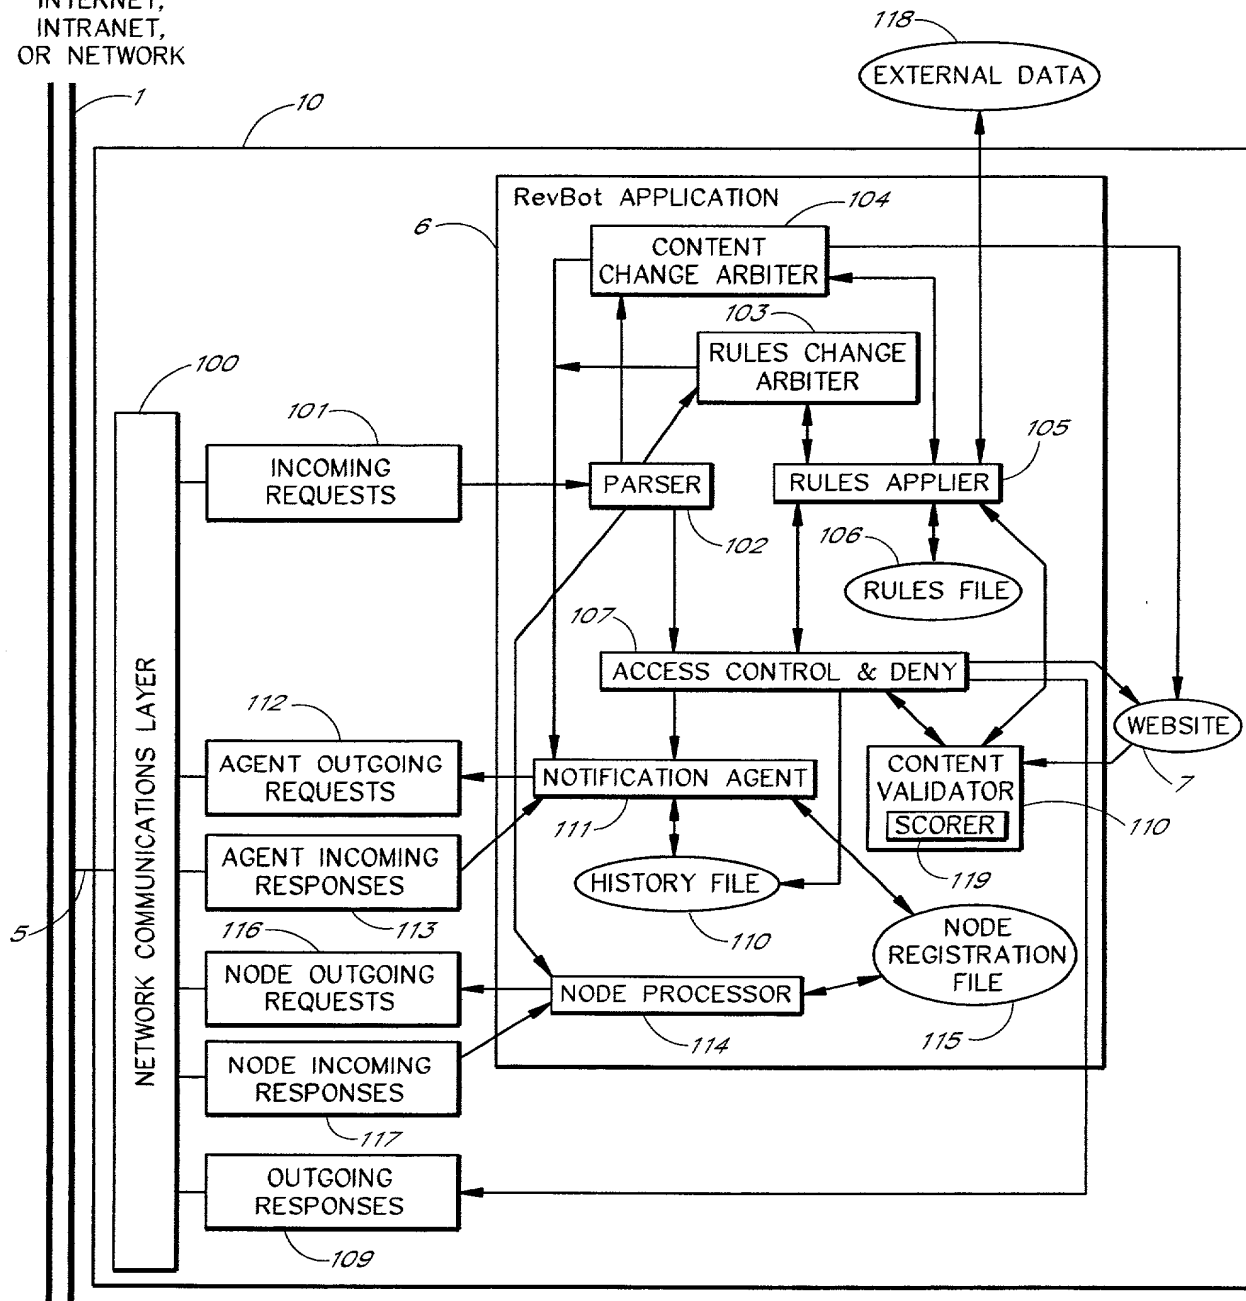 INTERNET,
INTRANET,
OR NETWORK
1
10
118
EXTERNAL DATA
RevBot APPLICATION
6
104
CONTENT
CHANGE ARBITER
103
RULES CHANGE
ARBITER
100
101
INCOMING
REQUESTS
PARSER
102
105
RULES APPLIER
106
RULES FILE
107
ACCESS CONTROL & DENY
NETWORK COMMUNICATIONS LAYER
112
AGENT OUTGOING
REQUESTS
NOTIFICATION AGENT
111
CONTENT
VALIDATOR
SCORER
110
119
WEBSITE
7
AGENT INCOMING
RESPONSES
113
HISTORY FILE
110
5
116
NODE OUTGOING
REQUESTS
NODE PROCESSOR
114
NODE
REGISTRATION
FILE
115
NODE INCOMING
RESPONSES
117
OUTGOING
RESPONSES
109